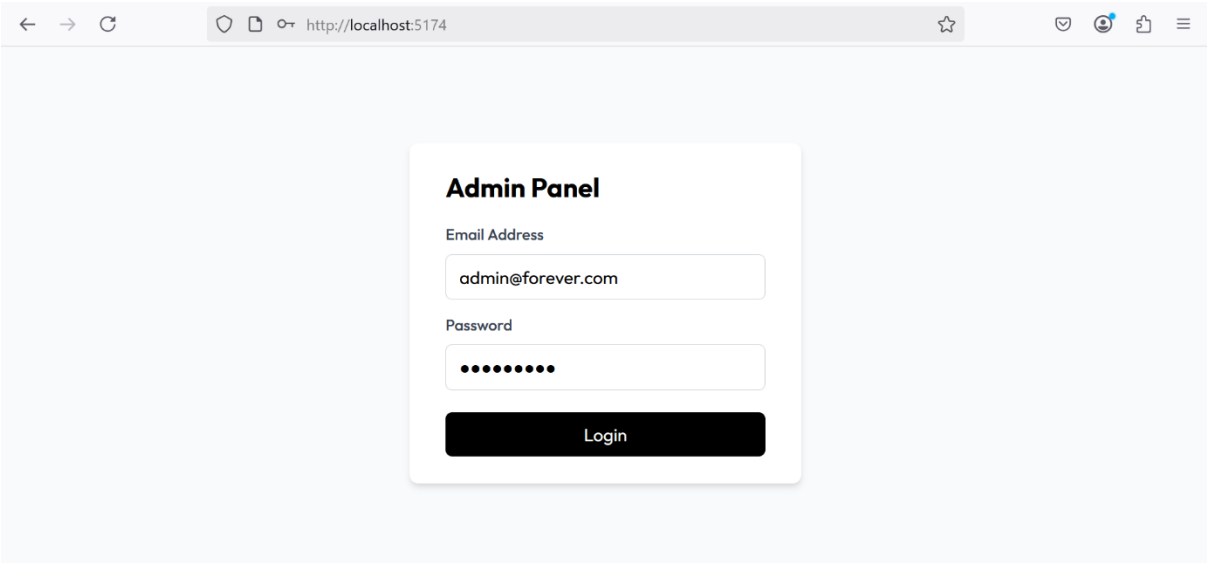 http://localhost:5174
Admin Panel
Email Address
admin@forever.com
Password
●●●●●●●●●
Login